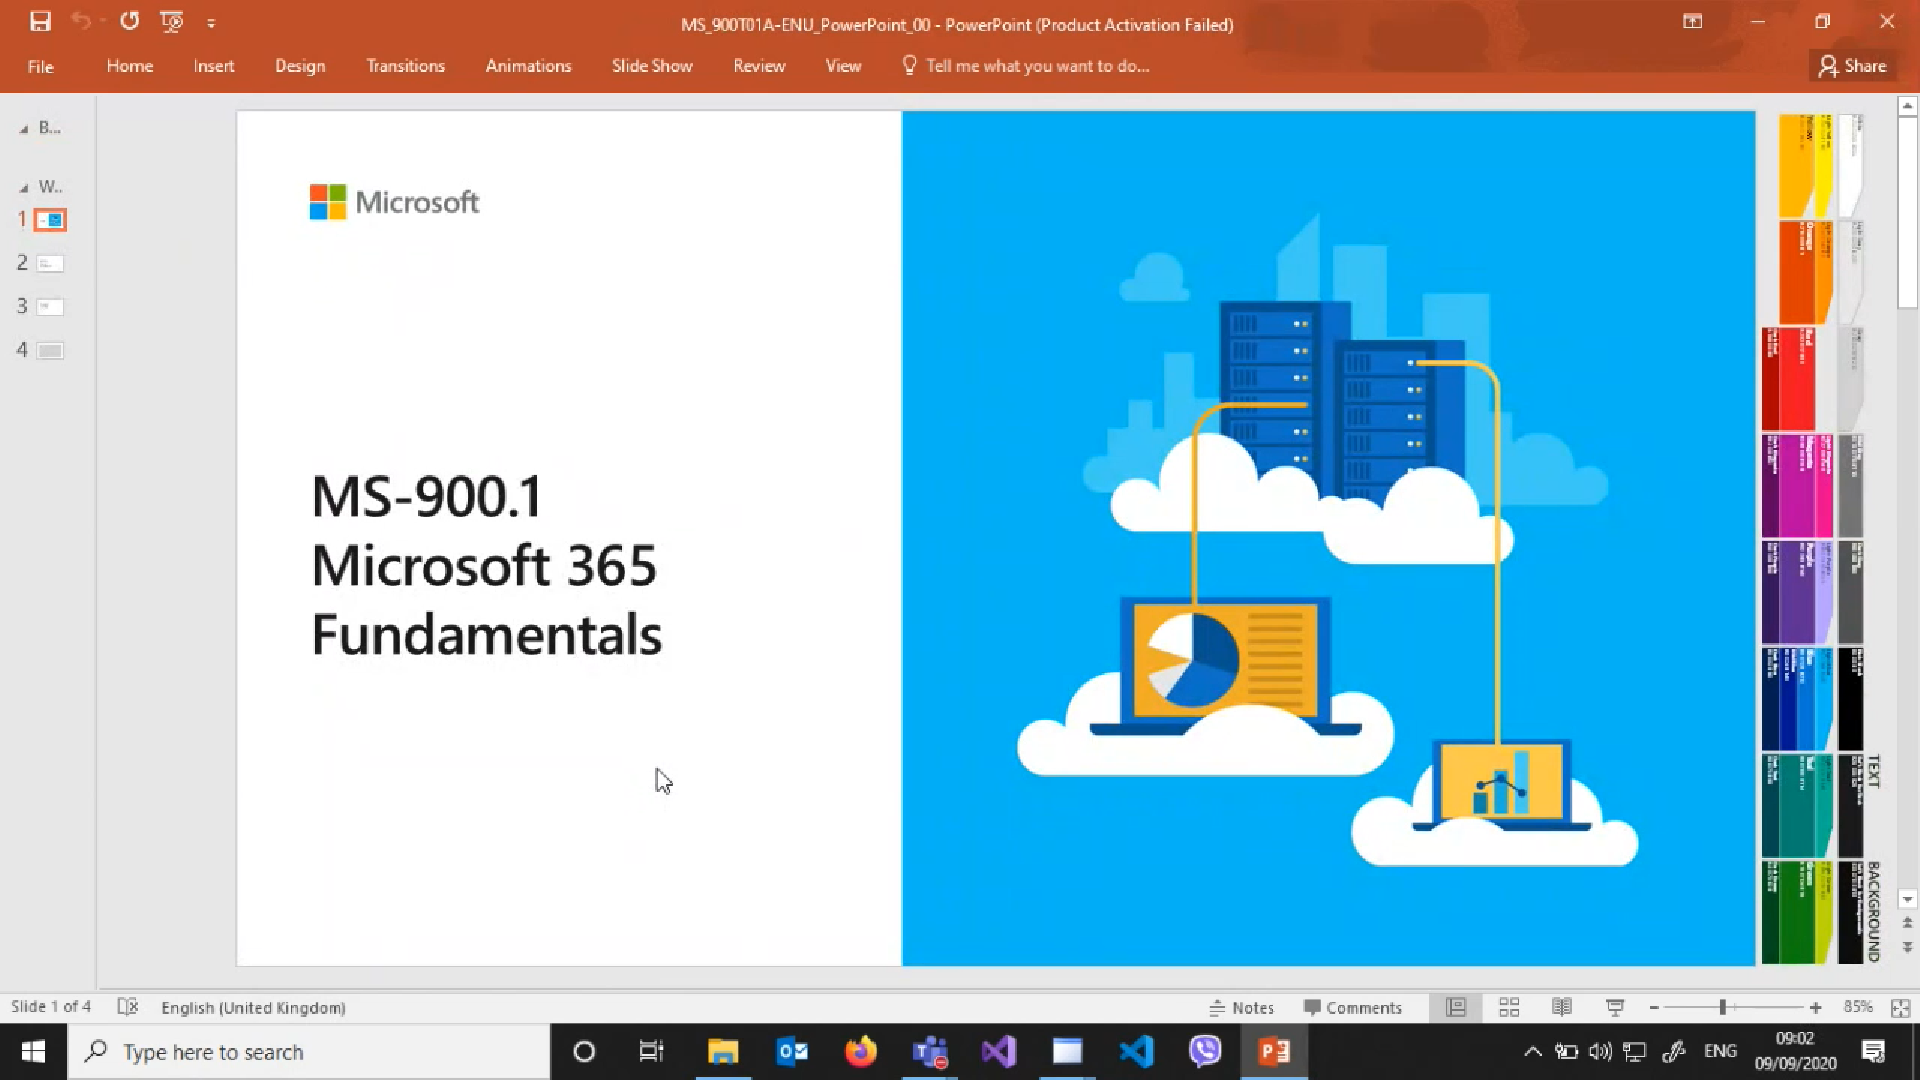 MS_900T01A-ENU_PowerPoint_00 - PowerPoint (Product Activation Failed)
File Home Insert Design Transitions Animations Slide Show Review View Tell me what you want to do... Share
B...
W..
1
2
3
4
Microsoft
MS-900.1
Microsoft 365
Fundamentals
TEXT
BACKGROUND
Slide 1 of 4 English (United Kingdom) Notes Comments 85%
Type here to search
ENG
09:02
09/09/2020